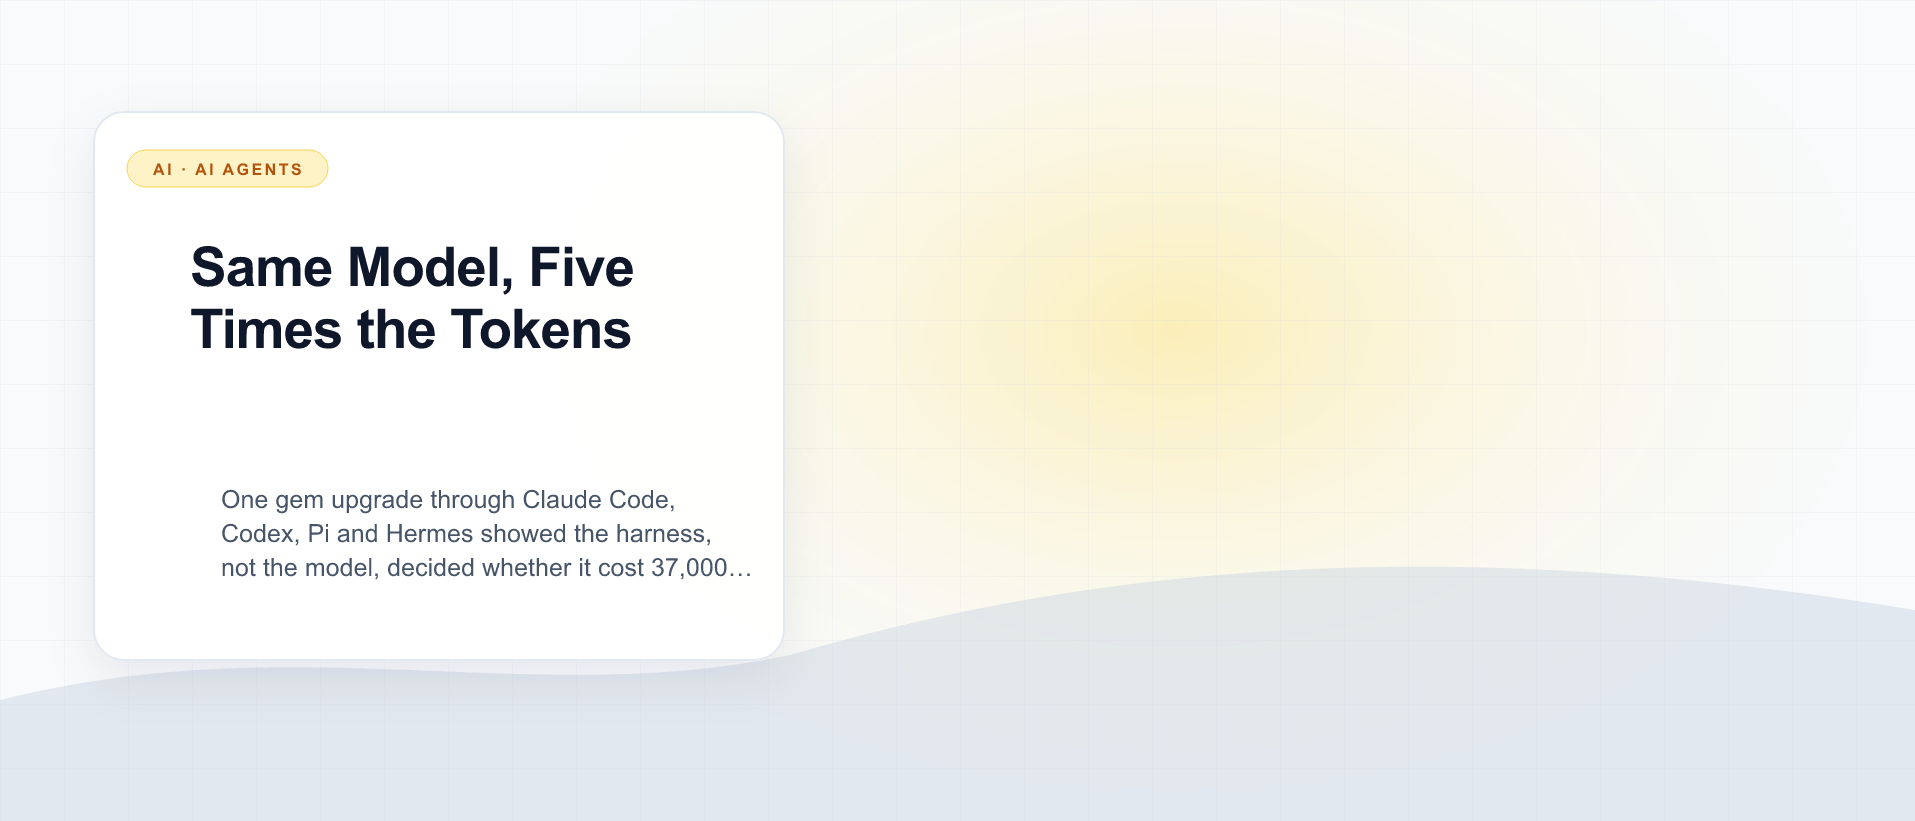 AI · AI AGENTS
Same Model, Five
Times the Tokens
One gem upgrade through Claude Code,
Codex, Pi and Hermes showed the harness,
not the model, decided whether it cost 37,000…